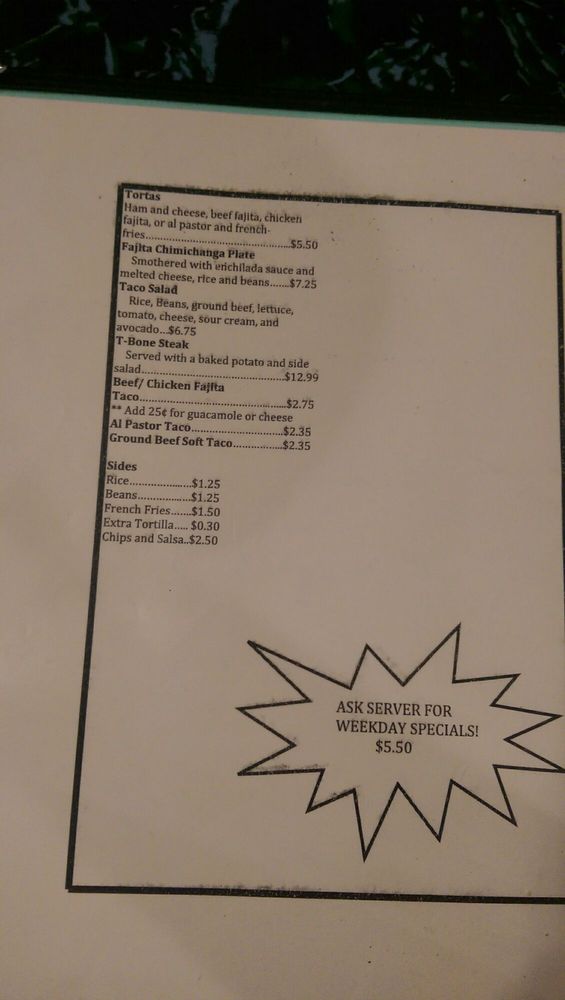 Tortas
Ham and cheese, beef fajita, chicken
fajita, or al pastor and french-
fries.............................................$5.50
Fajita Chimichanga Plate
Smothered with enchilada sauce and
melted cheese, rice and beans......$7.25
Taco Salad
Rice, Beans, ground beef, lettuce,
tomato, cheese, sour cream, and
avocado...$6.75
T-Bone Steak
Served with a baked potato and side
salad.............................................$12.99
Beef/ Chicken Fajita
Taco..............................................$2.75
** Add 25¢ for guacamole or cheese
Al Pastor Taco.............................$2.35
Ground Beef Soft Taco................$2.35
Sides
Rice...................$1.25
Beans................$1.25
French Fries......$1.50
Extra Tortilla..... $0.30
Chips and Salsa..$2.50
ASK SERVER FOR
WEEKDAY SPECIALS!
$5.50